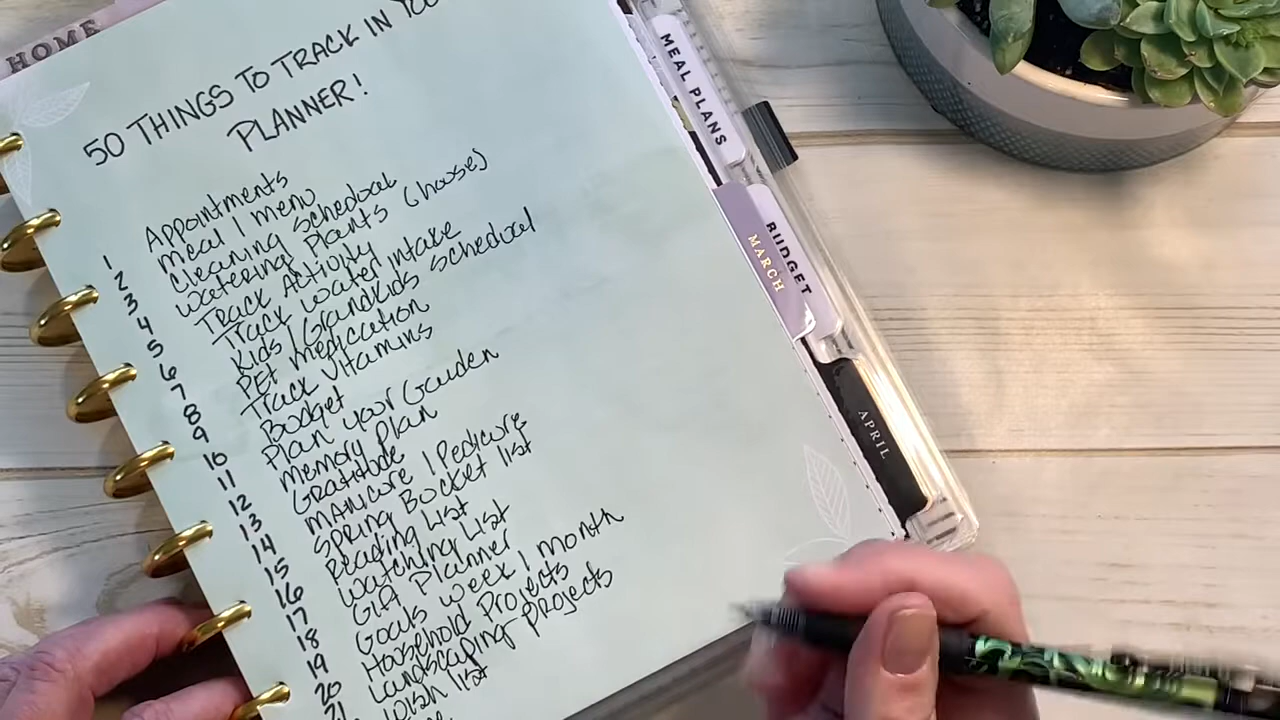 HOME
50 THINGS TO TRACK IN YOU
PLANNER!
1 Appointments
2 Meal / menu
3 Cleaning schedual
4 Watering Plants (house)
5 Track Activity
6 Track water intake
7 Kids / Grandkids schedual
8 PEt medication
9 Track vitamins
10 Budget
11 Plan your Garden
12 Memory Plan
13 Gratitude
14 Manicure / Pedicure
15 Spring Bucket list
16 Reading List
17 Watching List
18 Gift Planner
19 Goals week / month
20 Household Projects
21 Landscaping projects
Wish list
MEAL PLANS
BUDGET
MARCH
APRIL